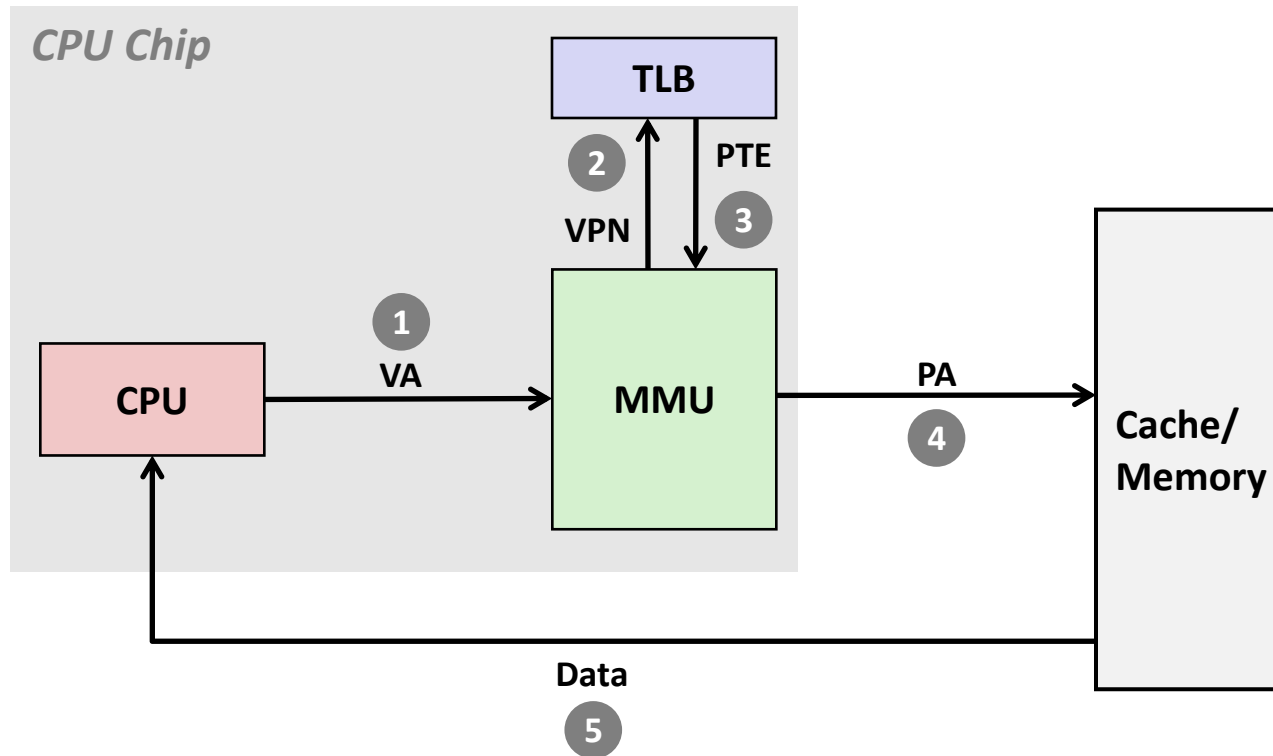 CPU Chip
TLB
2
PTE
3
VPN
1
VA
CPU
MMU
PA
4
Cache/
Memory
Data
5